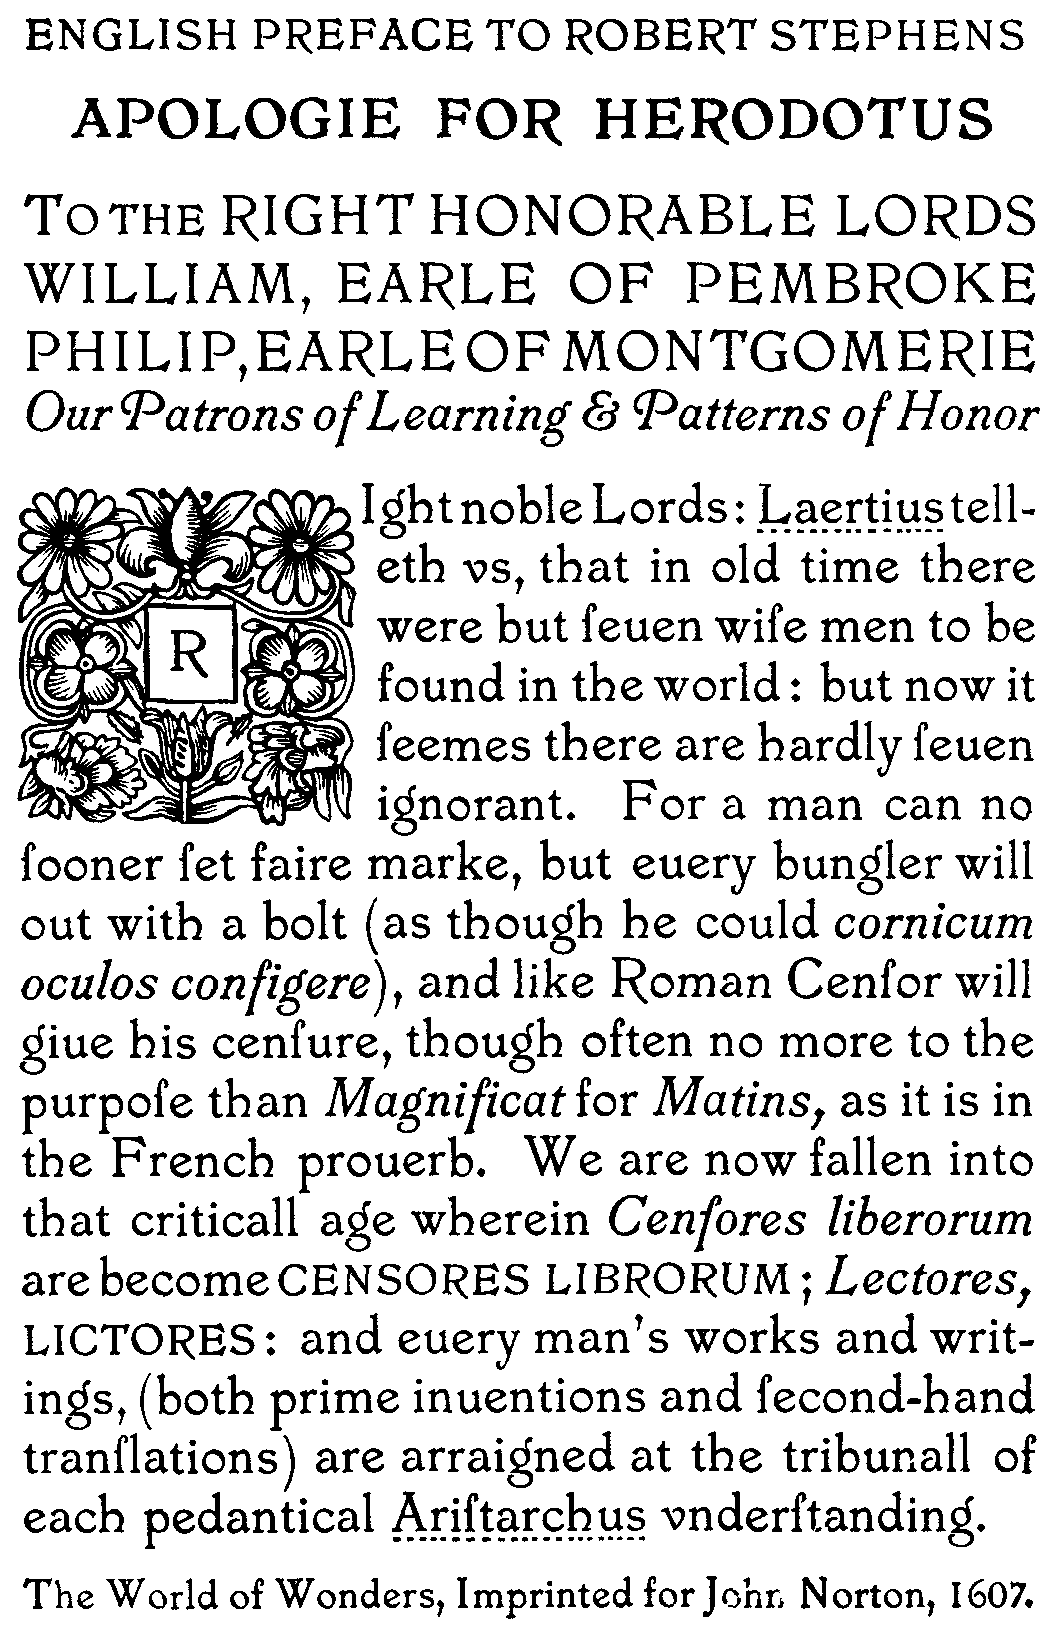 ENGLISH PREFACE TO ROBERT STEPHENS
APOLOGIE FOR HERODOTUS
TO THE RIGHT HONORABLE LORDS
WILLIAM, EARLE OF PEMBROKE
PHILIP, EARLE OF MONTGOMERIE
Our Patrons of Learning & Patterns of Honor
RIght noble Lords: Laertius tell-
eth vs, that in old time there
were but ſeuen wiſe men to be
found in the world: but now it
ſeemes there are hardly ſeuen
ignorant. For a man can no
ſooner ſet faire marke, but euery bungler will
out with a bolt (as though he could cornicum
oculos configere), and like Roman Cenſor will
giue his cenſure, though often no more to the
purpoſe than Magnificat for Matins, as it is in
the French prouerb. We are now fallen into
that criticall age wherein Cenſores liberorum
are become CENSORES LIBRORUM; Lectores,
LICTORES: and euery man's works and writ-
ings, (both prime inuentions and ſecond-hand
tranſlations) are arraigned at the tribunall of
each pedantical Ariſtarchus vnderſtanding.
The World of Wonders, Imprinted for John Norton, 1607.